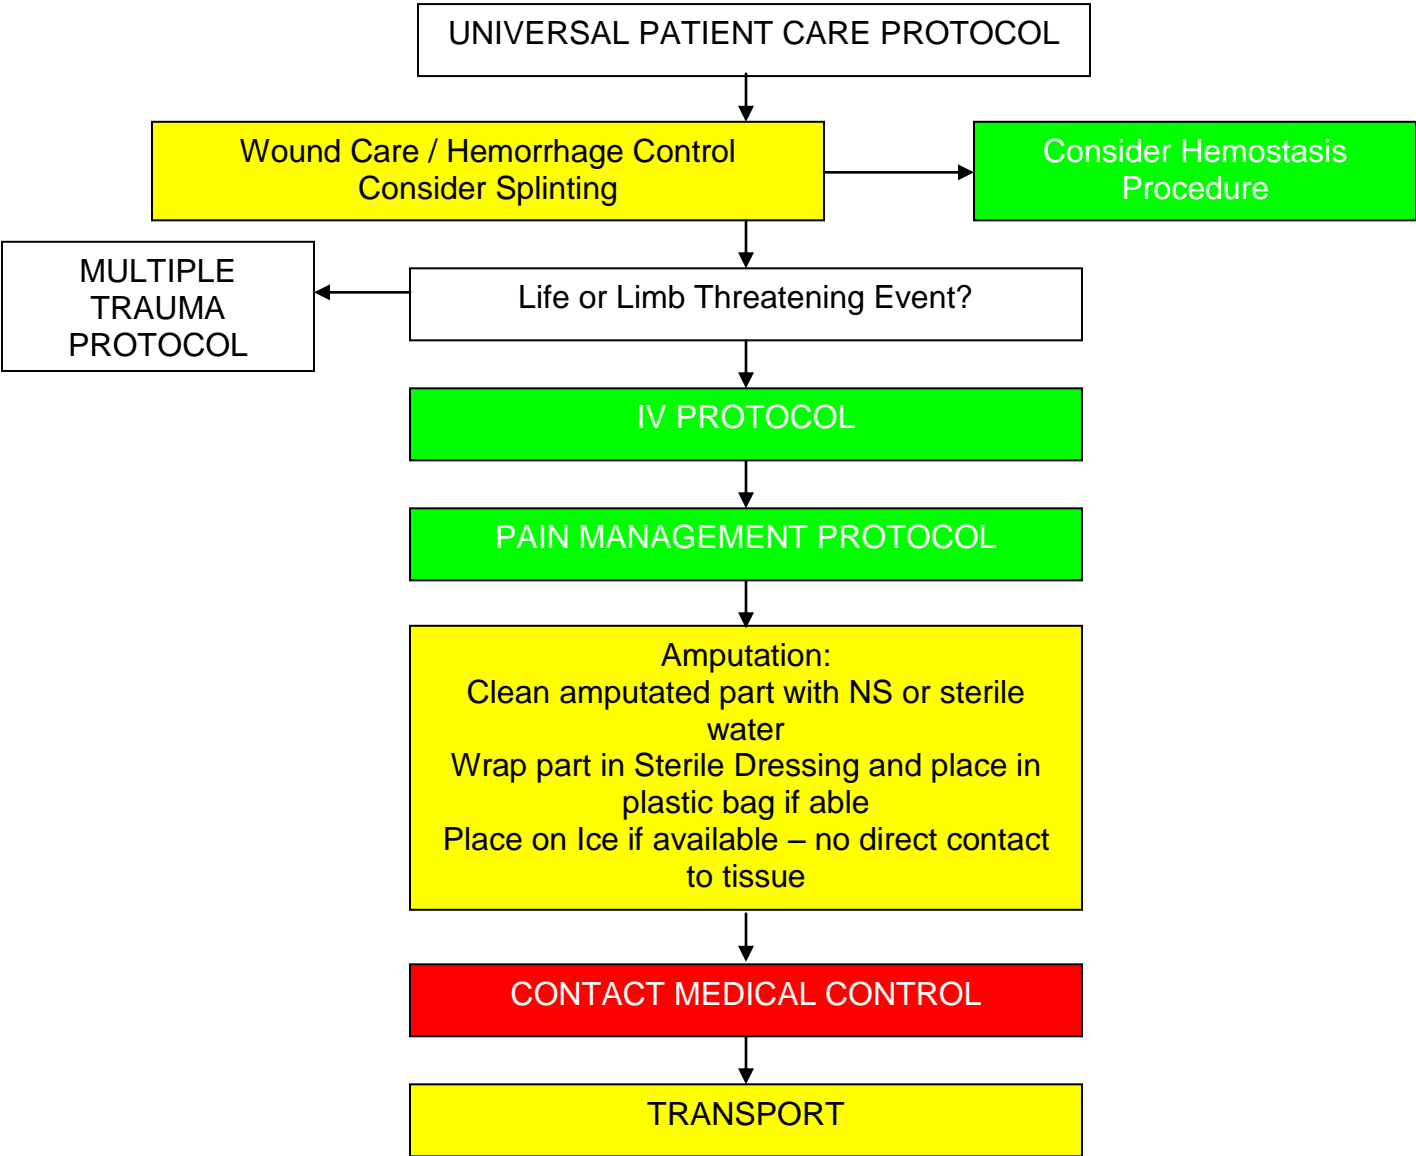 UNIVERSAL PATIENT CARE PROTOCOL
Wound Care / Hemorrhage Control
Consider Splinting
Consider Hemostasis
Procedure
MULTIPLE
TRAUMA
PROTOCOL
Life or Limb Threatening Event?
IV PROTOCOL
PAIN MANAGEMENT PROTOCOL
Amputation:
Clean amputated part with NS or sterile
water
Wrap part in Sterile Dressing and place in
plastic bag if able
Place on Ice if available – no direct contact
to tissue
CONTACT MEDICAL CONTROL
TRANSPORT